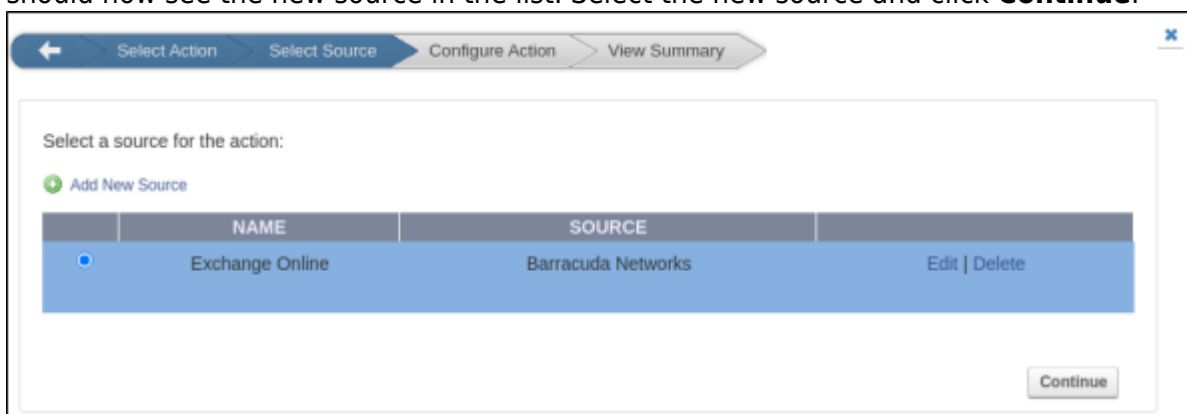 should now see the new source in the list. Select the new source and click Continue.
Select Action Select Source Configure Action View Summary
Select a source for the action:
Add New Source
NAME SOURCE
Exchange Online Barracuda Networks Edit | Delete
Continue